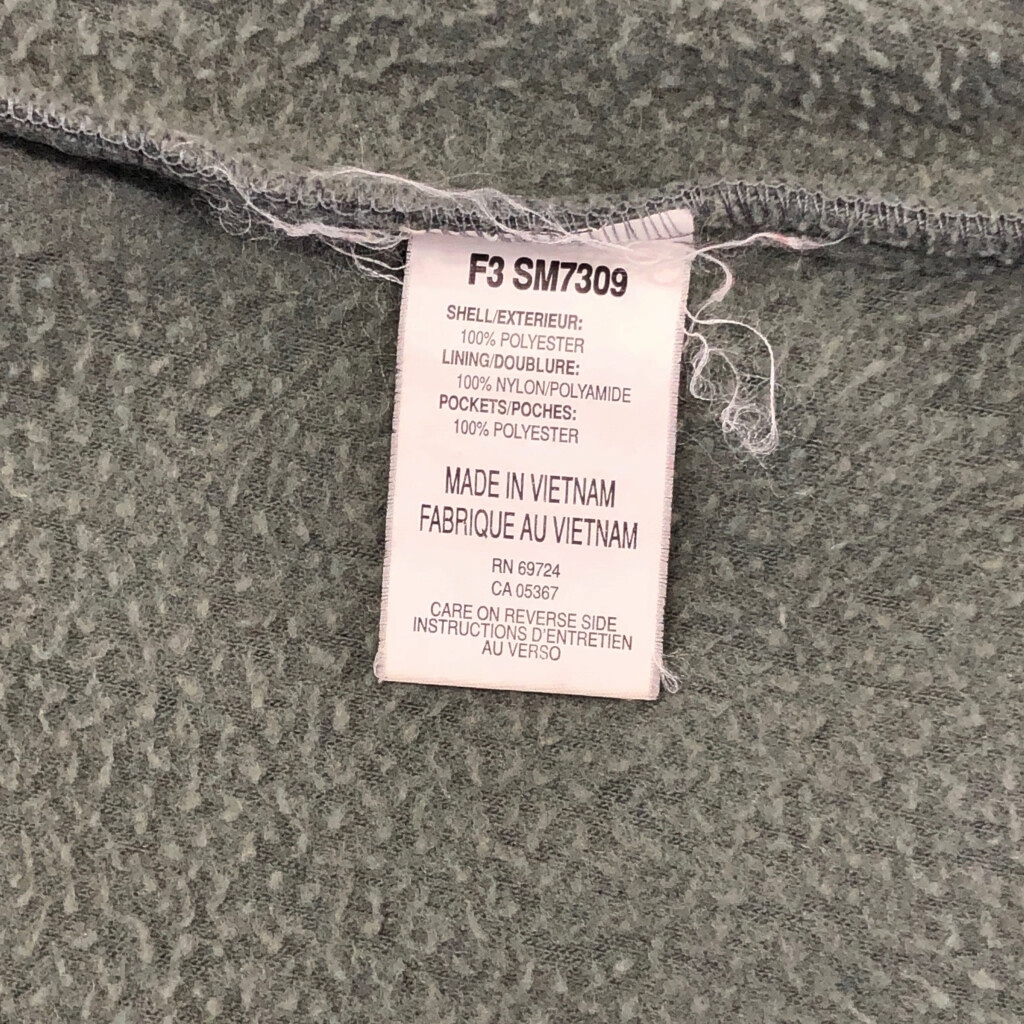 F3 SM7309
SHELL/EXTERIEUR:
100% POLYESTER
LINING/DOUBLURE:
100% NYLON/POLYAMIDE
POCKETS/POCHES:
100% POLYESTER
MADE IN VIETNAM
FABRIQUE AU VIETNAM
RN 69724
CA 05367
CARE ON REVERSE SIDE
INSTRUCTIONS D'ENTRETIEN
AU VERSO